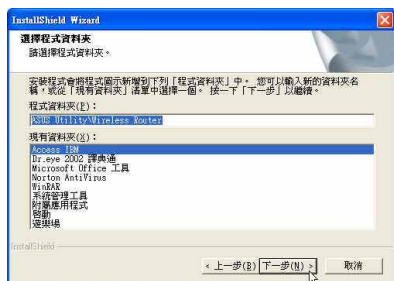 InstallShield Wizard
選擇程式資料夾
請選擇程式資料夾。
安裝程式會將程式圖示新增到下列「程式資料夾」中。 您可以輸入新的資料夾名
稱，或從「現有資料夾」清單中選擇一個。 按一下「下一步」以繼續。
程式資料夾(P)：
ASUS Utility\Wireless Router
現有資料夾(X)：
Access IBM
Dr.eye 2002 譯典通
Microsoft Office 工具
Norton AntiVirus
WinRAR
系統管理工具
附屬應用程式
啟動
遊樂場
InstallShield
< 上一步(B) 下一步(N) > 取消